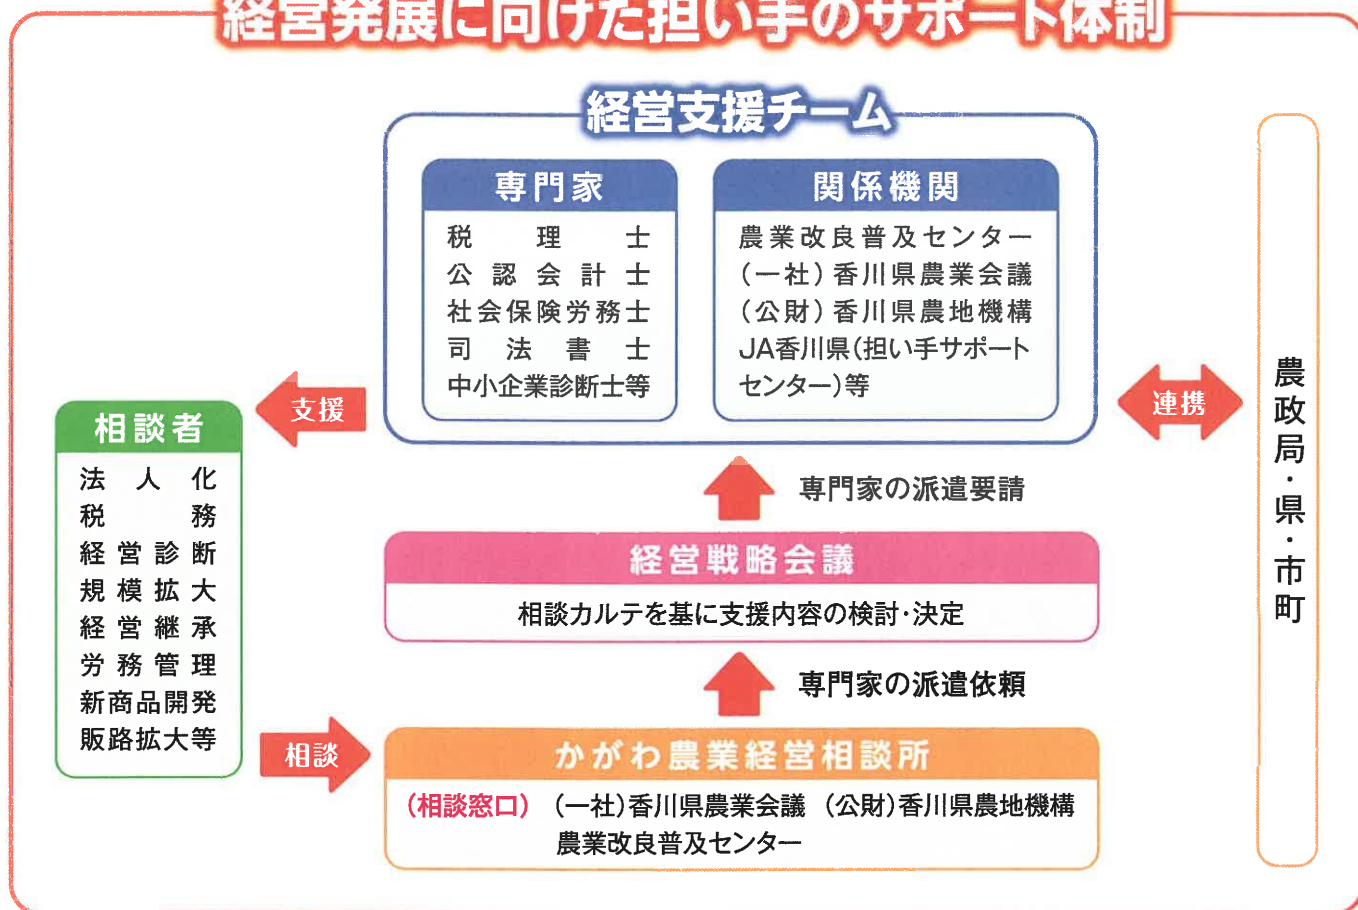 経営発展に向けた担い手のサポート体制
経営支援チーム
専門家
税理士
公認会計士
社会保険労務士
司法書士
中小企業診断士等
関係機関
農業改良普及センター
(一社)香川県農業会議
(公財)香川県農地機構
JA香川県(担い手サポート
センター)等
支援
連携
農政局・県・市町
相談者
法人化
税務
経営診断
規模拡大
経営継承
労務管理
新商品開発
販路拡大等
専門家の派遣要請
経営戦略会議
相談カルテを基に支援内容の検討・決定
専門家の派遣依頼
相談
かがわ農業経営相談所
(相談窓口) (一社)香川県農業会議 (公財)香川県農地機構
農業改良普及センター